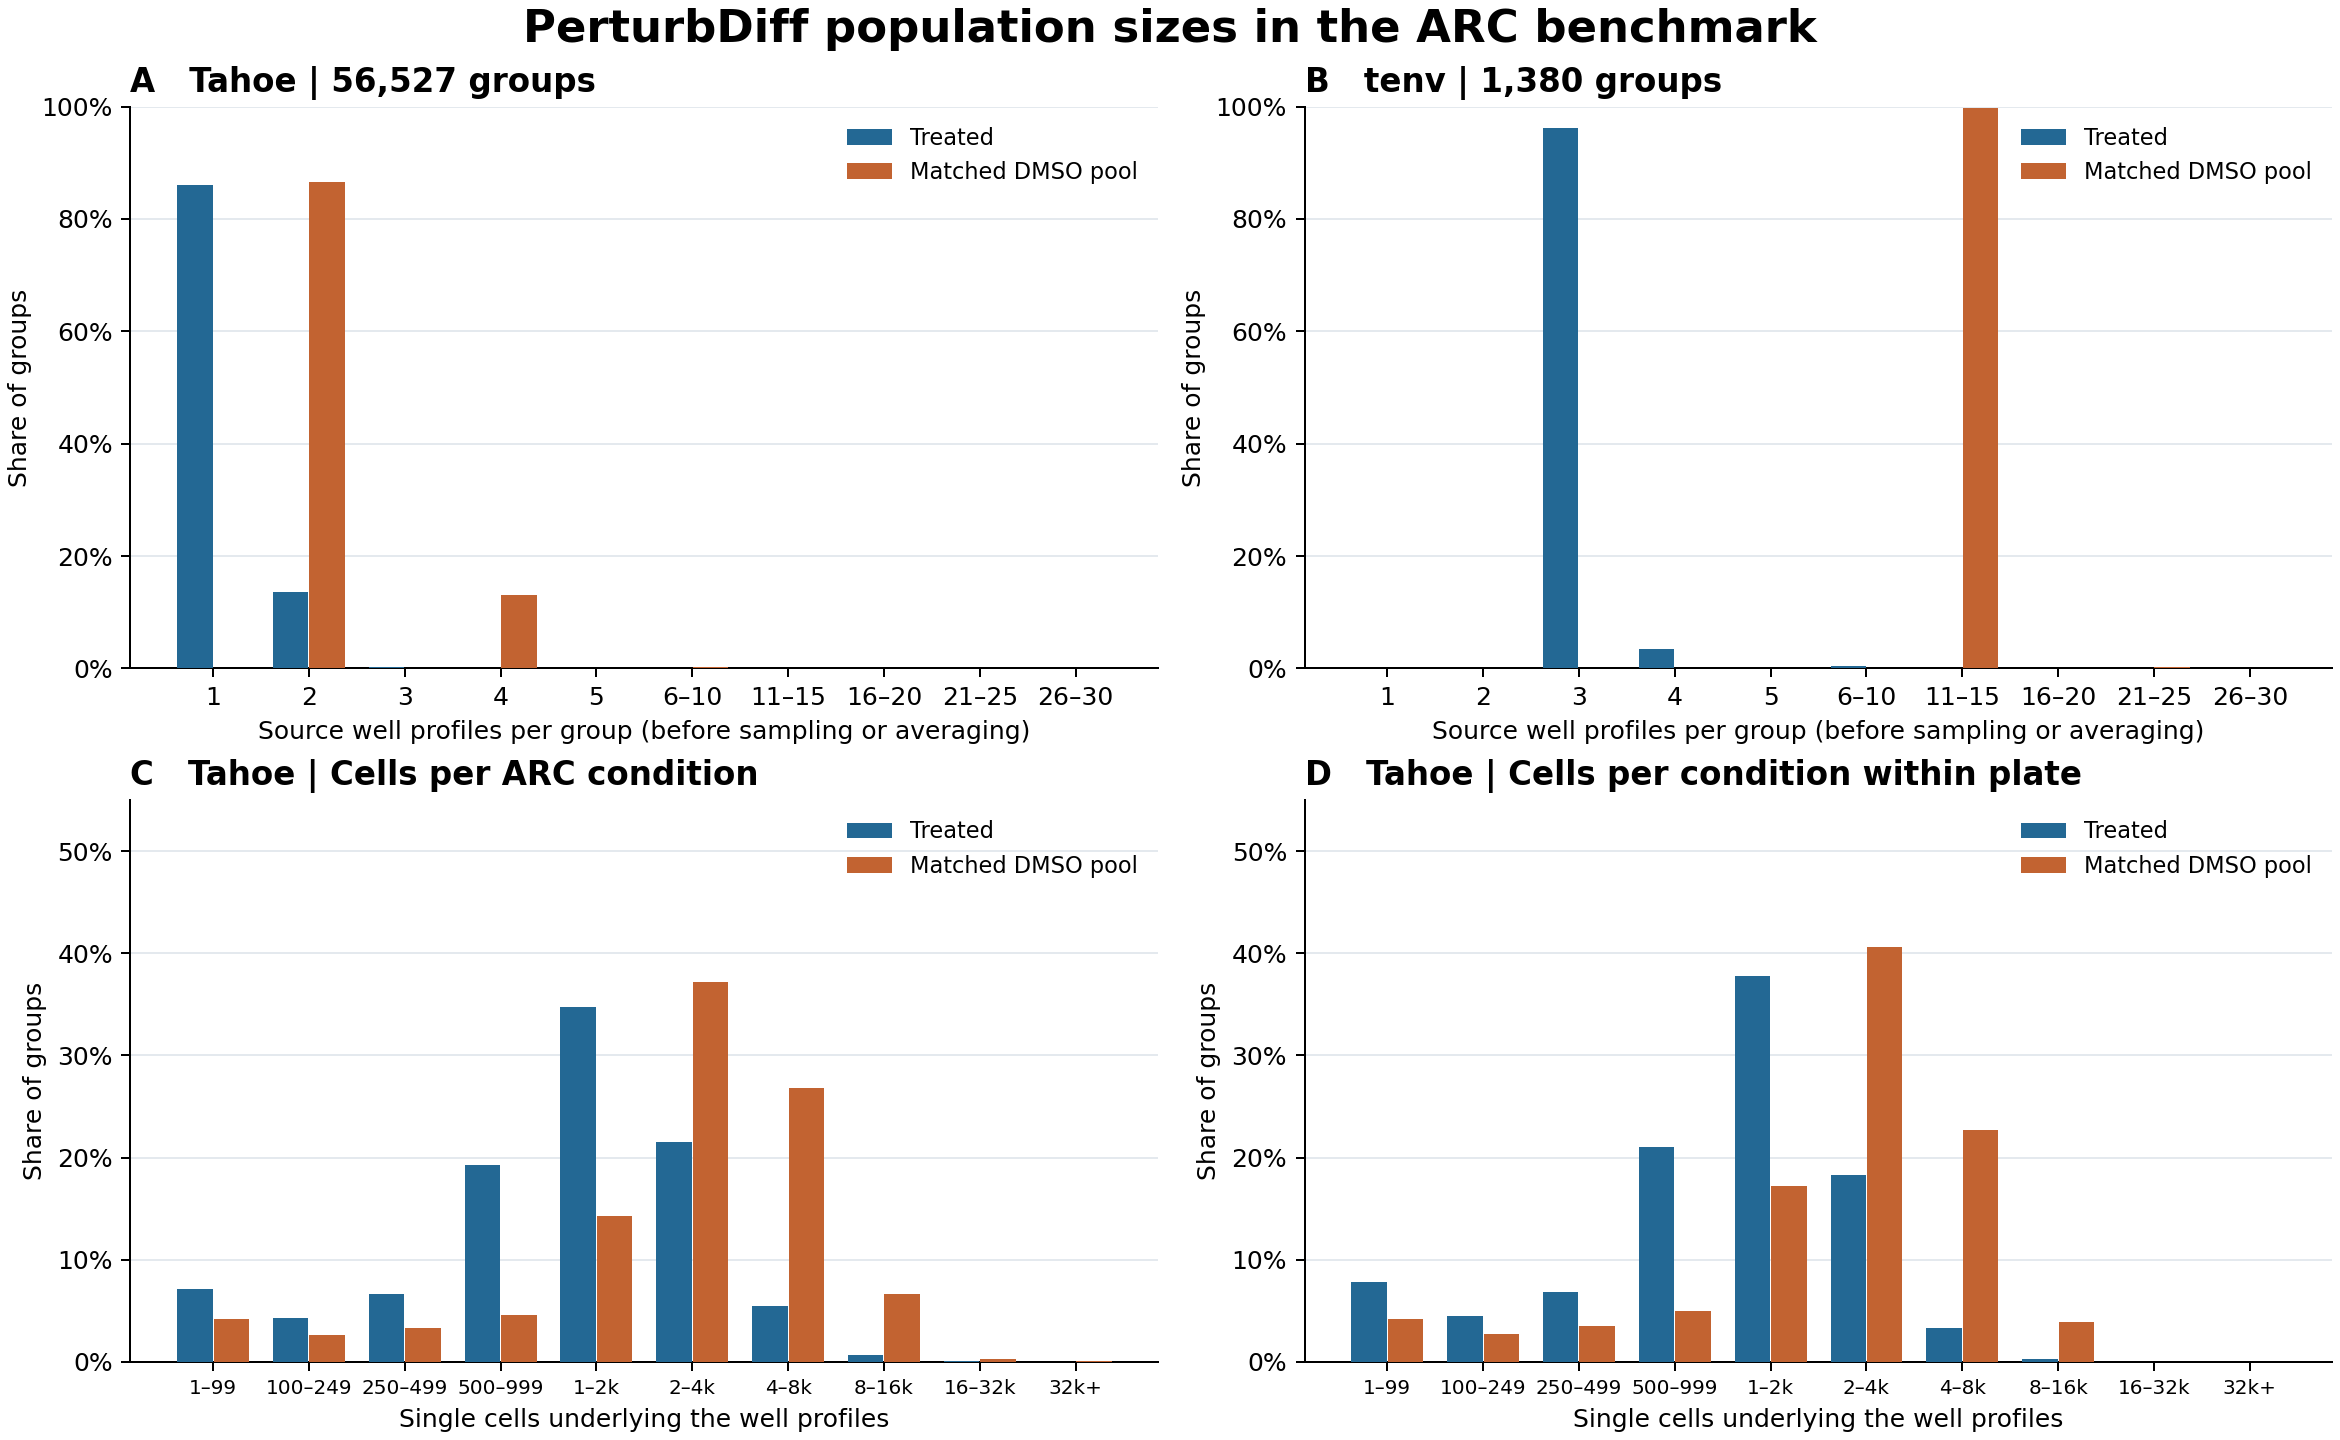 PerturbDiff population sizes in the ARC benchmark
A Tahoe | 56,527 groups
100%
80%
60%
40%
20%
0%
Share of groups
Treated
Matched DMSO pool
1 2 3 4 5 6–10 11–15 16–20 21–25 26–30
Source well profiles per group (before sampling or averaging)
B tenv | 1,380 groups
100%
80%
60%
40%
20%
0%
Share of groups
Treated
Matched DMSO pool
1 2 3 4 5 6–10 11–15 16–20 21–25 26–30
Source well profiles per group (before sampling or averaging)
C Tahoe | Cells per ARC condition
50%
40%
30%
20%
10%
0%
Share of groups
Treated
Matched DMSO pool
1–99 100–249 250–499 500–999 1–2k 2–4k 4–8k 8–16k 16–32k 32k+
Single cells underlying the well profiles
D Tahoe | Cells per condition within plate
50%
40%
30%
20%
10%
0%
Share of groups
Treated
Matched DMSO pool
1–99 100–249 250–499 500–999 1–2k 2–4k 4–8k 8–16k 16–32k 32k+
Single cells underlying the well profiles